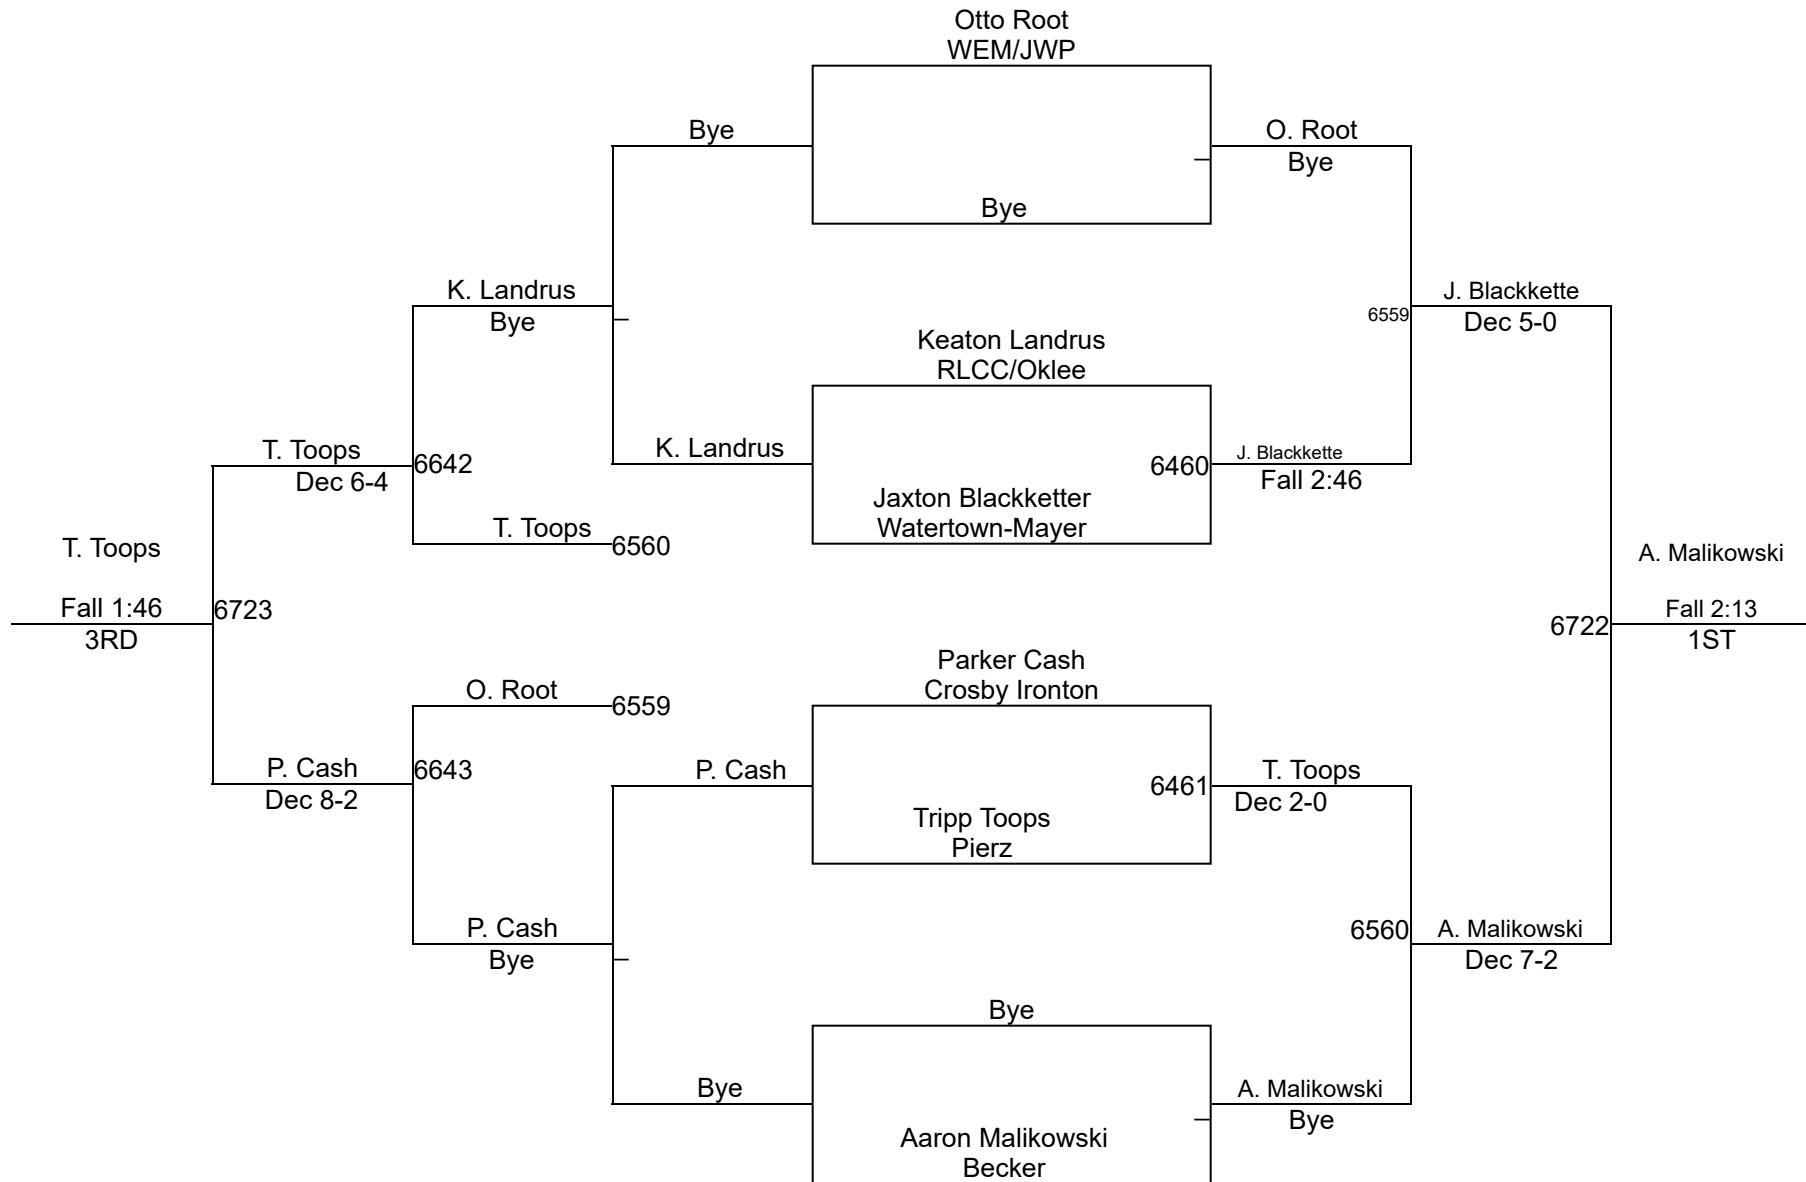 Otto Root
WEM/JWP
Bye
O. Root
Bye
Bye
K. Landrus
Bye
J. Blackkette
6559
Dec 5-0
Keaton Landrus
RLCC/Oklee
T. Toops
6642
Dec 6-4
K. Landrus
6460
J. Blackkette
Fall 2:46
Jaxton Blackketter
Watertown-Mayer
T. Toops
6560
T. Toops
Fall 1:46
6723
3RD
A. Malikowski
Fall 2:13
6722
1ST
Parker Cash
Crosby Ironton
O. Root
6559
P. Cash
6643
Dec 8-2
P. Cash
6461
T. Toops
Dec 2-0
Tripp Toops
Pierz
P. Cash
Bye
6560
A. Malikowski
Dec 7-2
Bye
Bye
A. Malikowski
Bye
Aaron Malikowski
Becker